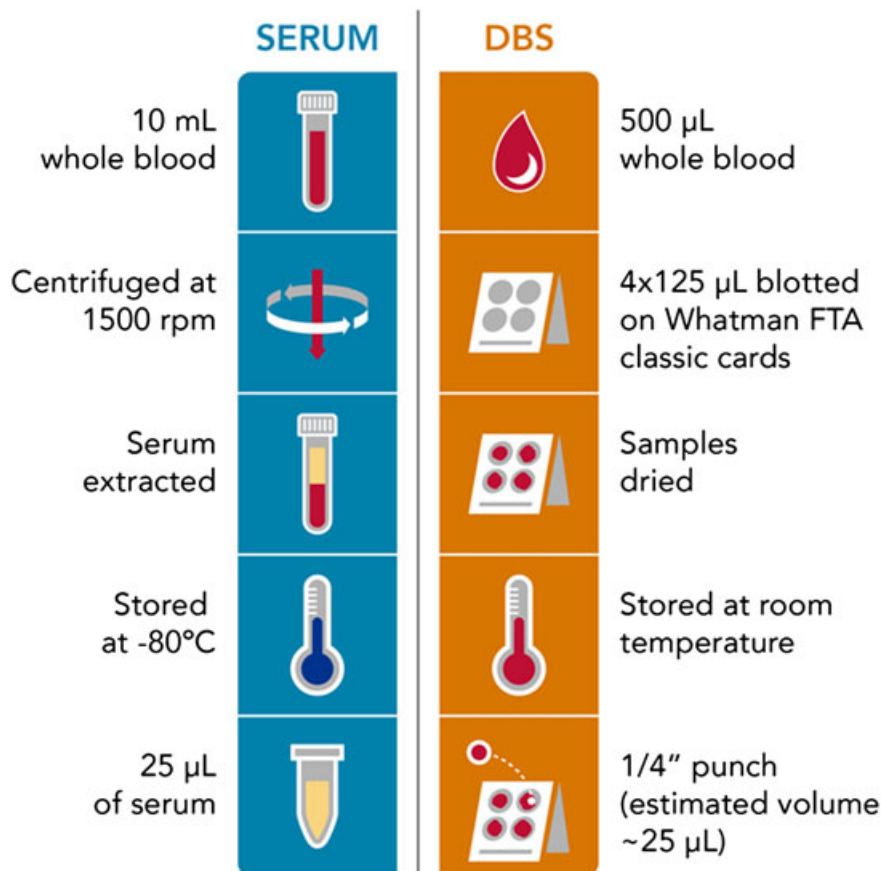 SERUM
DBS
10 mL
whole blood
500 µL
whole blood
Centrifuged at
1500 rpm
4x125 µL blotted
on Whatman FTA
classic cards
Serum
extracted
Samples
dried
Stored
at -80°C
Stored at room
temperature
25 µL
of serum
1/4” punch
(estimated volume
~25 µL)